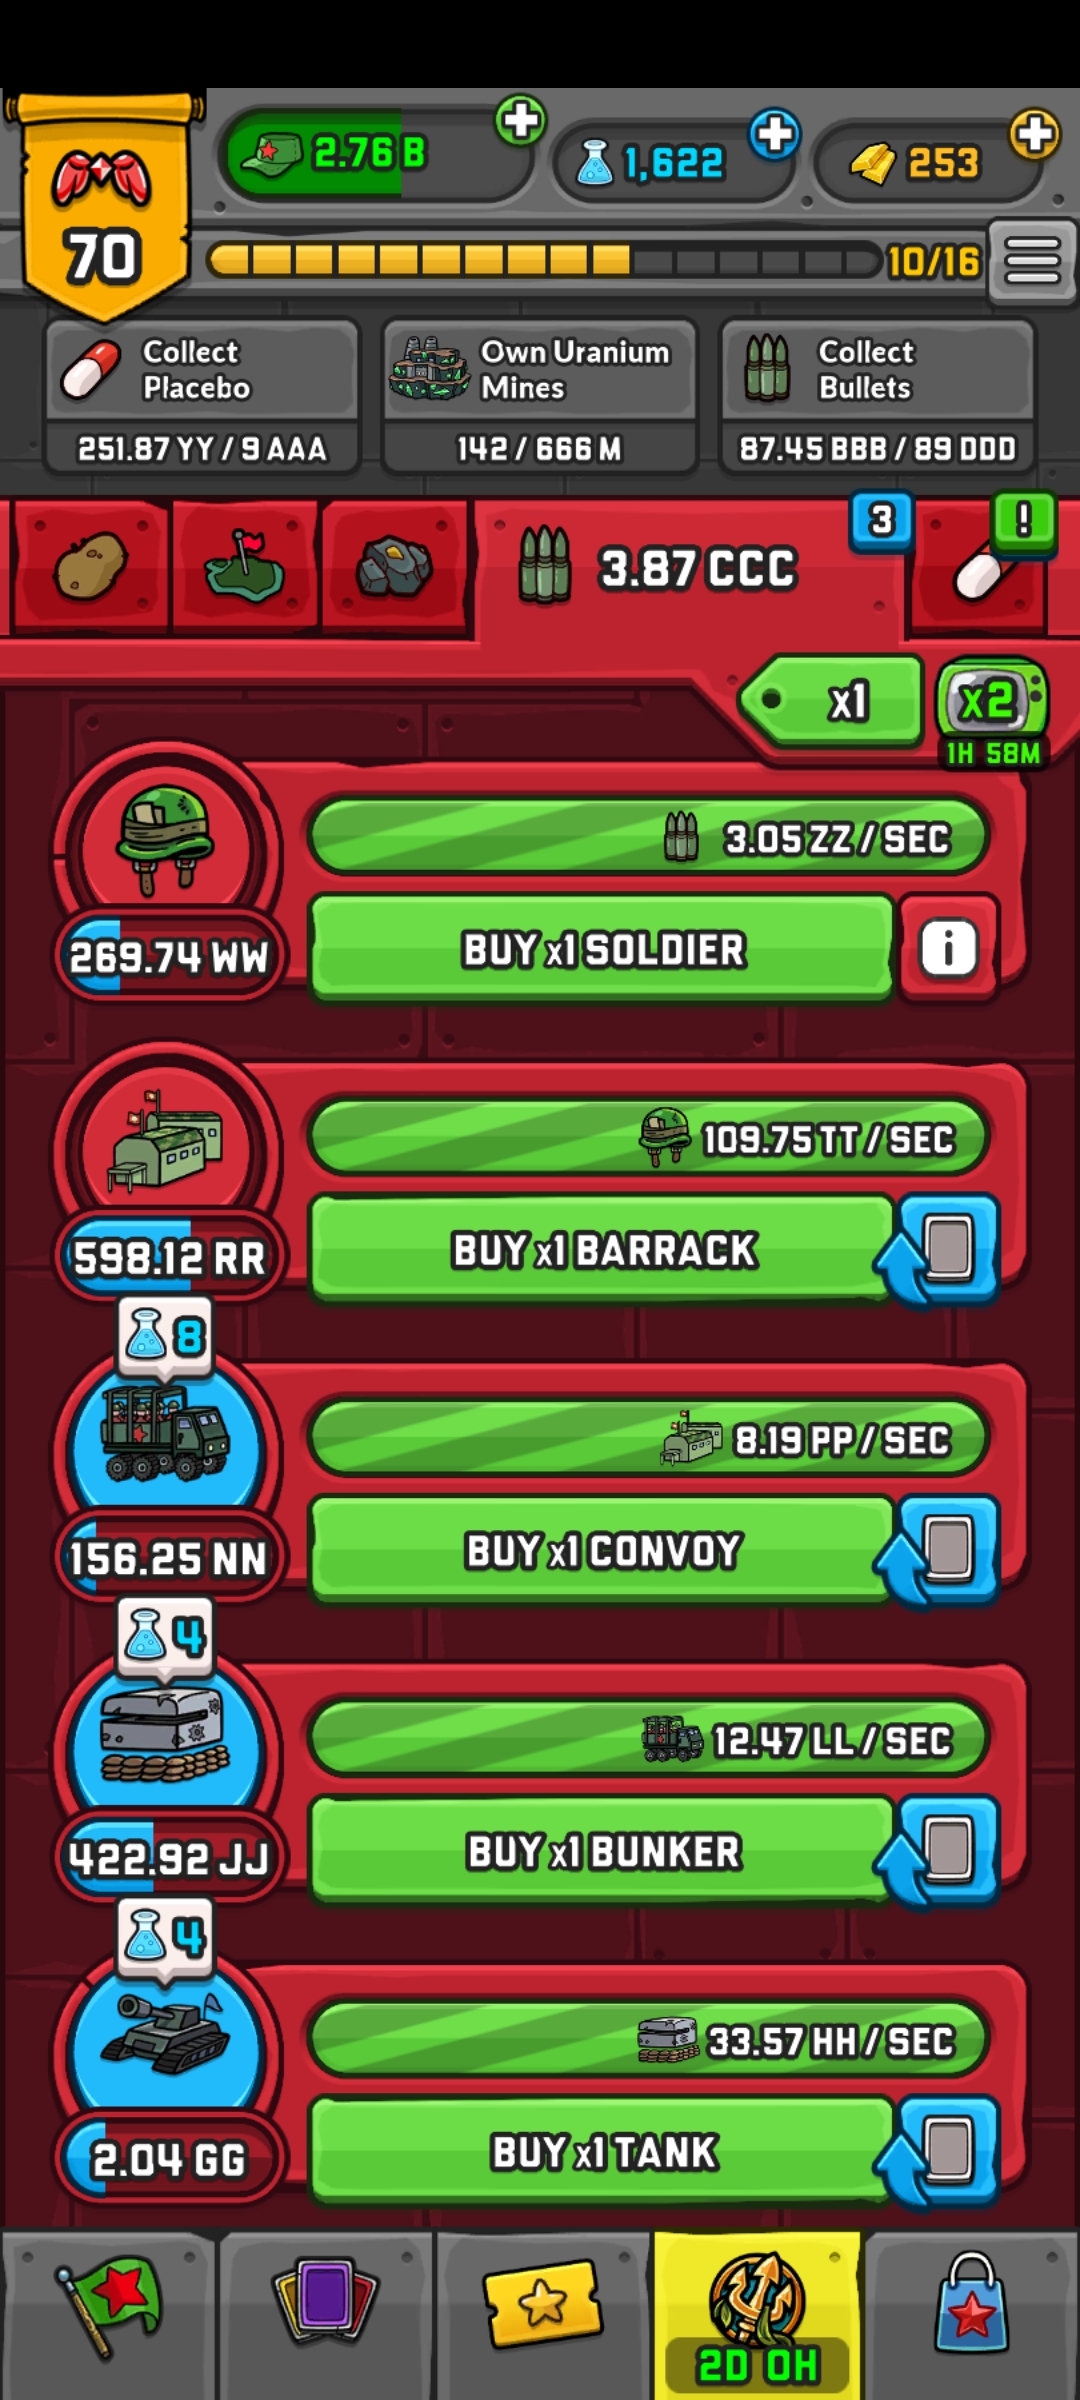 2.76 B
1,622
253
70
10/16
Collect
Placebo
251.87 YY / 9 AAA
Own Uranium
Mines
142 / 666 M
Collect
Bullets
87.45 BBB / 89 DDD
3.87 CCC
3
!
x1
x2
1H 58M
3.05 ZZ / SEC
269.74 WW
BUY x1 SOLDIER
i
109.75 TT / SEC
598.12 RR
BUY x1 BARRACK
8
8.19 PP / SEC
156.25 NN
BUY x1 CONVOY
4
12.47 LL / SEC
422.92 JJ
BUY x1 BUNKER
4
33.57 HH / SEC
2.04 GG
BUY x1 TANK
2D 0H